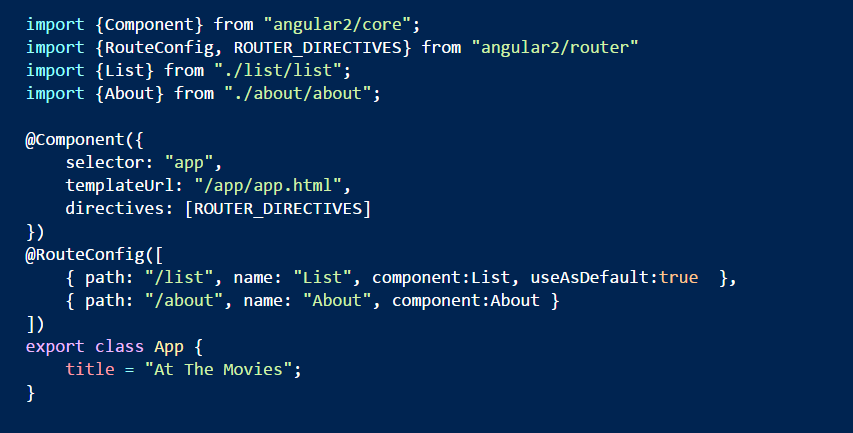 import {Component} from "angular2/core";
import {RouteConfig, ROUTER_DIRECTIVES} from "angular2/router"
import {List} from "./list/list";
import {About} from "./about/about";

@Component({
    selector: "app",
    templateUrl: "/app/app.html",
    directives: [ROUTER_DIRECTIVES]
})
@RouteConfig([
    { path: "/list", name: "List", component:List, useAsDefault:true  },
    { path: "/about", name: "About", component:About }
])
export class App {
    title = "At The Movies";
}